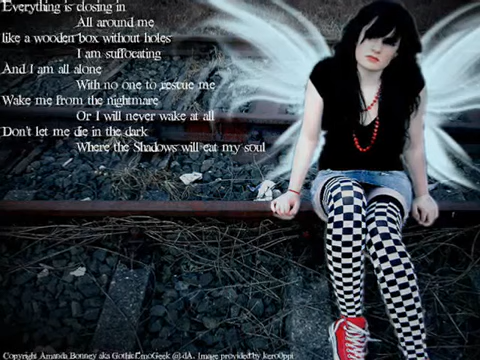 Everything is closing in
All around me
like a wooden box without holes
I am suffocating
And I am all alone
With no one to rescue me
Wake me from the nightmare
Or I will never wake at all
Don't let me die in the dark
Where the Shadows will eat my soul
Copyright Amanda Bonney aka GothicEmoGeek @ dA. Image provided by kero0ppi